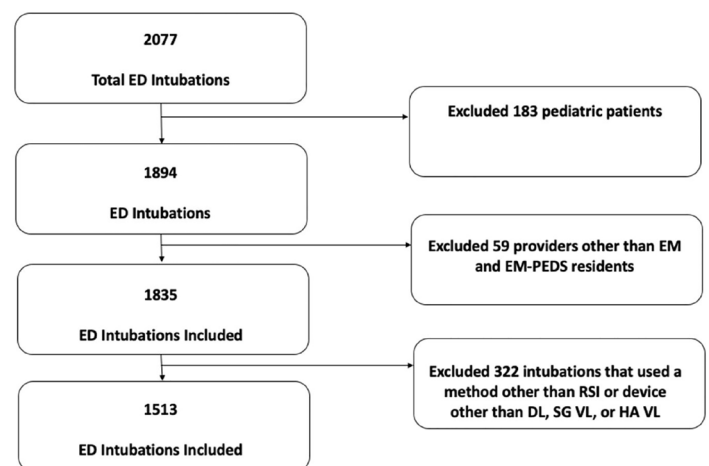 2077
Total ED Intubations
Excluded 183 pediatric patients
1894
ED Intubations
Excluded 59 providers other than EM
and EM-PEDS residents
1835
ED Intubations Included
Excluded 322 intubations that used a
method other than RSI or device
other than DL, SG VL, or HA VL
1513
ED Intubations Included